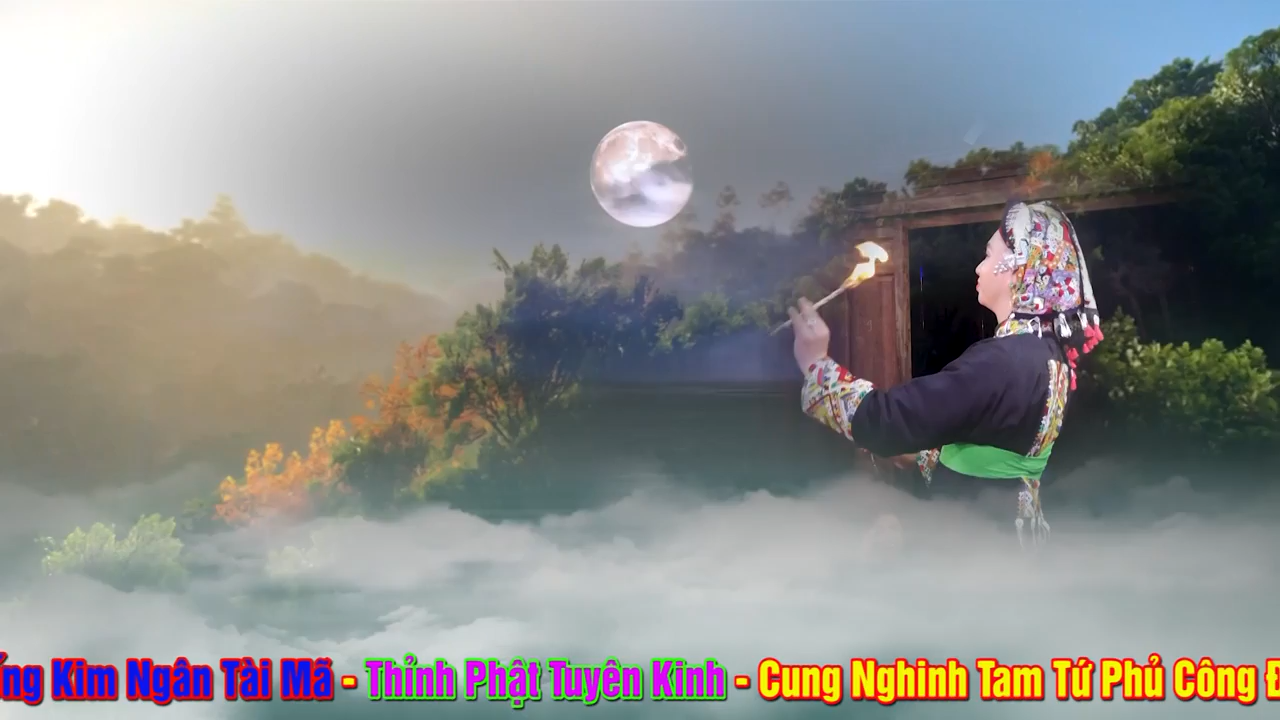 Kim Ngân Tài Mã - Thỉnh Phật Tuyên Kinh - Cung Nghinh Tam Tứ Phủ Công